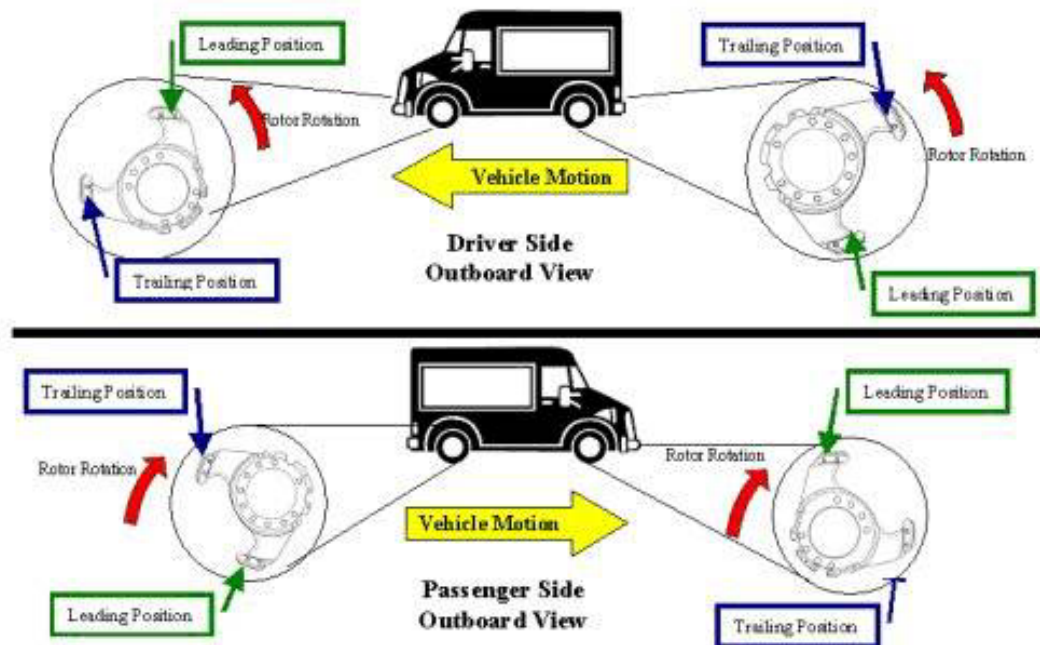 Leading Position
Trailing Position
Rotor Rotation
Rotor Rotation
Vehicle Motion
Driver Side
Outboard View
Trailing Position
Leading Position
Trailing Position
Leading Position
Rotor Rotation
Rotor Rotation
Vehicle Motion
Passenger Side
Outboard View
Leading Position
Trailing Position